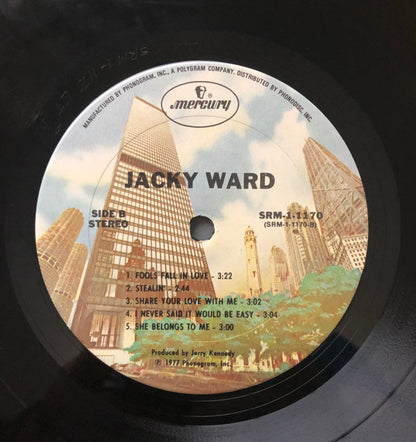 MANUFACTURED BY PHONOGRAM, INC., A POLYGRAM COMPANY, DISTRIBUTED BY PHONODISC, INC.
mercury
JACKY WARD
SIDE B
STEREO
SRM-1-1170
(SRM-1-1170-B)
1. FOOLS FALL IN LOVE - 3:22
2. STEALIN' - 2:44
3. SHARE YOUR LOVE WITH ME - 3:02
4. I NEVER SAID IT WOULD BE EASY - 3:04
5. SHE BELONGS TO ME - 3:00
Produced by Jerry Kennedy
℗ 1977 Phonogram, Inc.